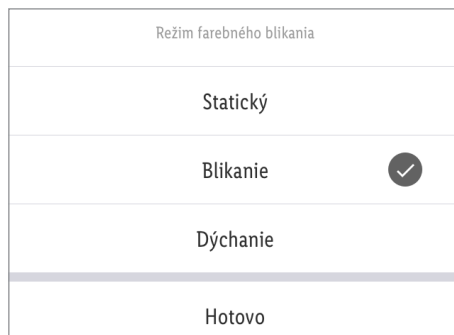 Režim farebného blikania
Statický
Blikanie
Dýchanie
Hotovo